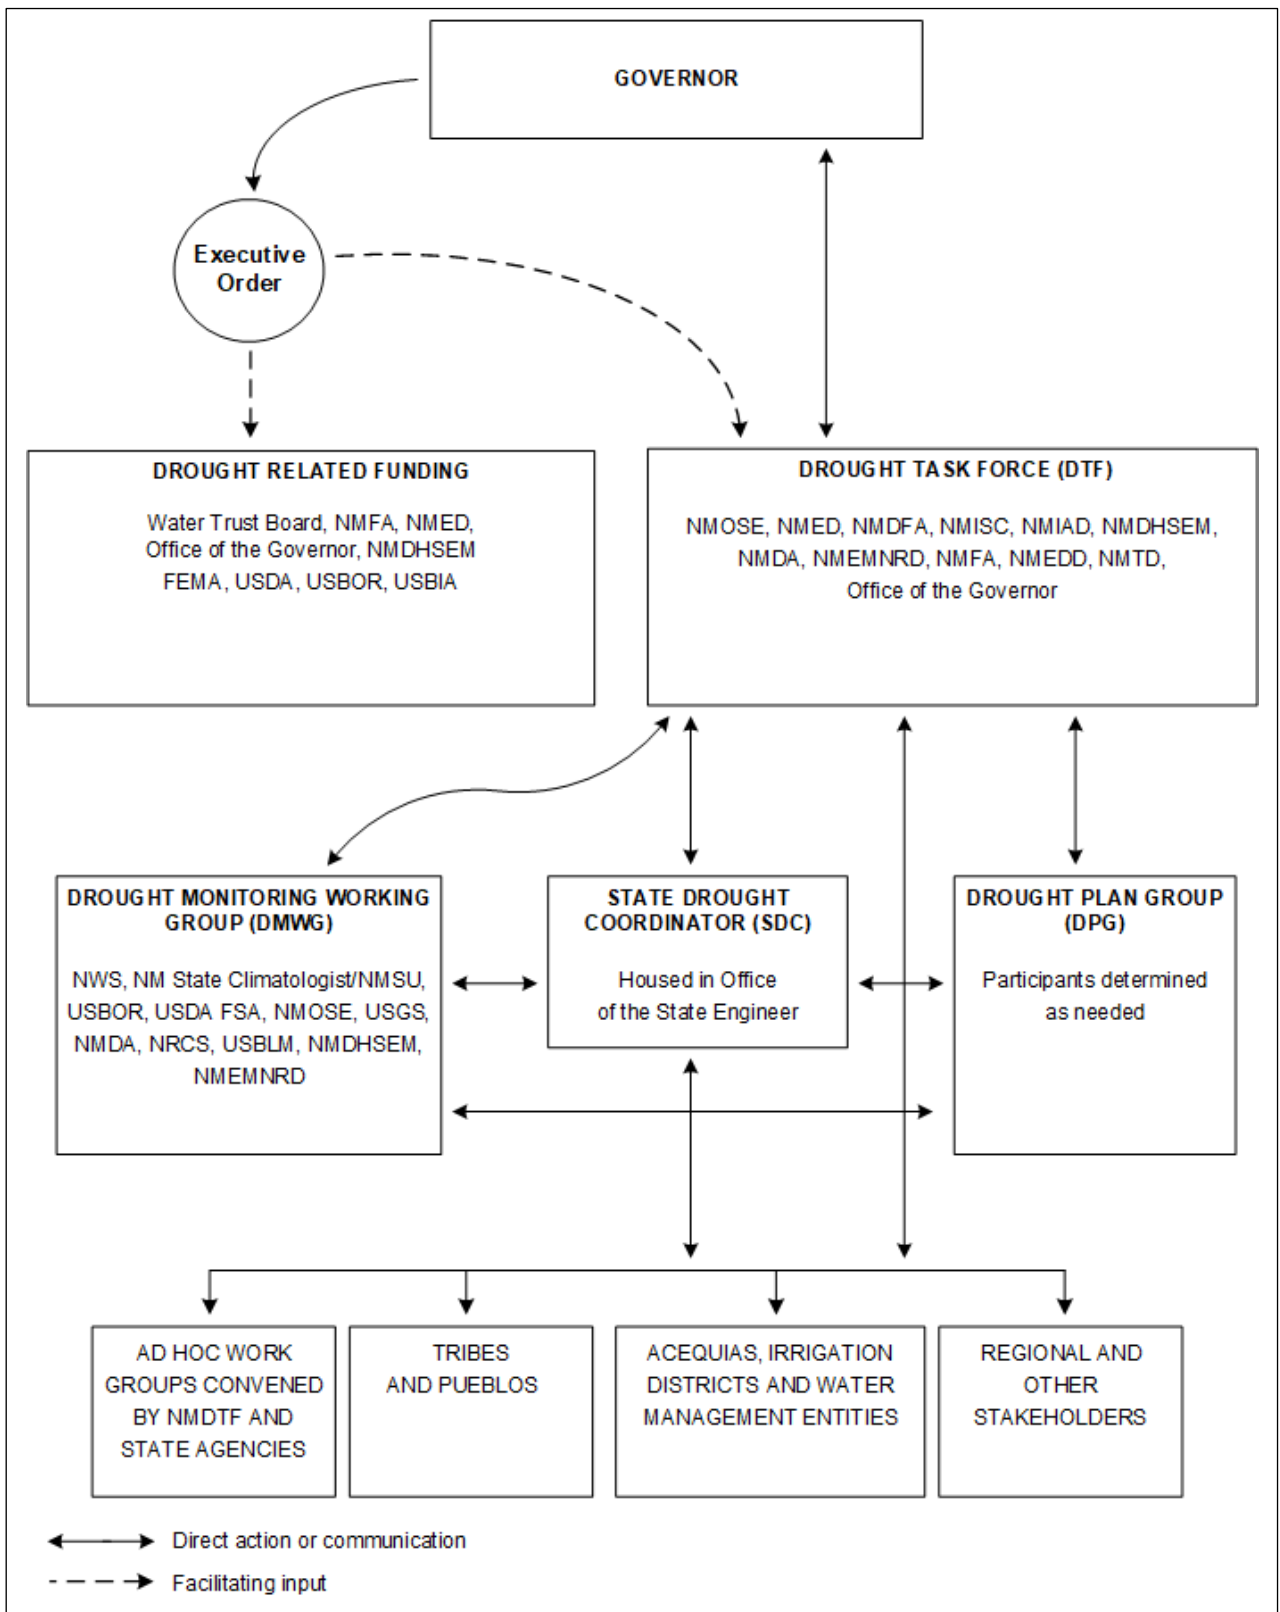 GOVERNOR
Executive
Order
DROUGHT RELATED FUNDING
Water Trust Board, NMFA, NMED,
Office of the Governor, NMDHSEM
FEMA, USDA, USBOR, USBIA
DROUGHT TASK FORCE (DTF)
NMOSE, NMED, NMDFA, NMISC, NMIAD, NMDHSEM,
NMDA, NMEMNRD, NMFA, NMEDD, NMTD,
Office of the Governor
DROUGHT MONITORING WORKING
GROUP (DMWG)
NWS, NM State Climatologist/NMSU,
USBOR, USDA FSA, NMOSE, USGS,
NMDA, NRCS, USBLM, NMDHSEM,
NMEMNRD
STATE DROUGHT
COORDINATOR (SDC)
Housed in Office
of the State Engineer
DROUGHT PLAN GROUP
(DPG)
Participants determined
as needed
AD HOC WORK
GROUPS CONVENED
BY NMDTF AND
STATE AGENCIES
TRIBES
AND PUEBLOS
ACEQUIAS, IRRIGATION
DISTRICTS AND WATER
MANAGEMENT ENTITIES
REGIONAL AND
OTHER
STAKEHOLDERS
Direct action or communication
Facilitating input